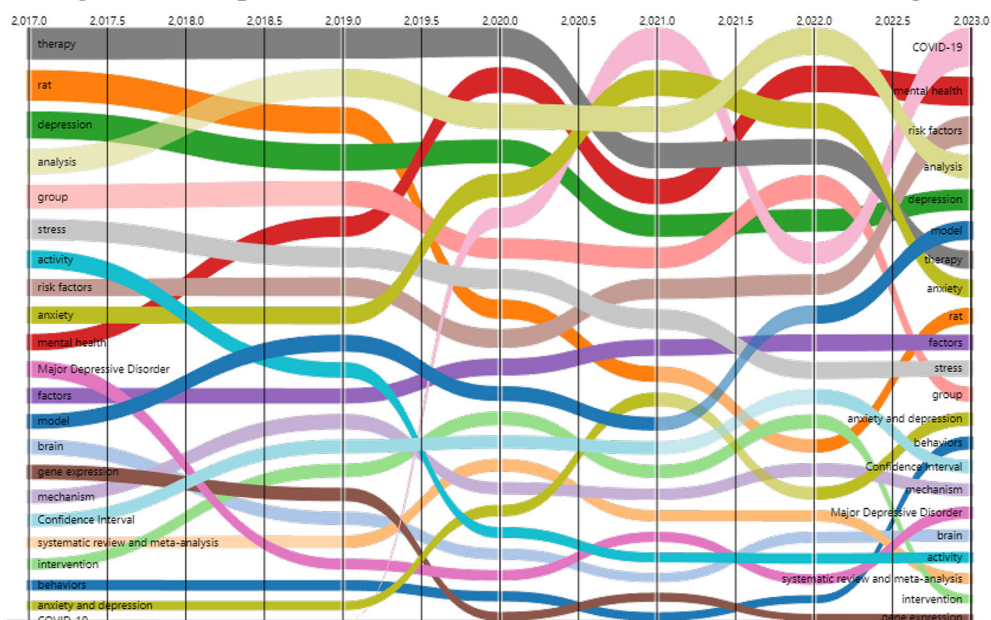 2,017.0 2,017.5 2,018.0 2,018.5 2,019.0 2,019.5 2,020.0 2,020.5 2,021.0 2,021.5 2,022.0 2,022.5 2,023.0
therapy
rat
depression
analysis
group
stress
activity
risk factors
anxiety
mental health
Major Depressive Disorder
factors
model
brain
gene expression
mechanism
Confidence Interval
systematic review and meta-analysis
intervention
behaviors
anxiety and depression
COVID-19
COVID-19
mental health
risk factors
analysis
depression
model
therapy
anxiety
rat
factors
stress
group
anxiety and depression
behaviors
Confidence Interval
mechanism
Major Depressive Disorder
brain
activity
systematic review and meta-analysis
intervention
gene expression